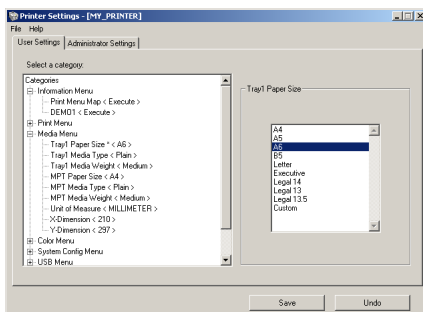 Printer Settings - [MY_PRINTER]
File Help
User Settings Administrator Settings
Select a category:
Categories
Information Menu
Print Menu Map < Execute >
DEMO1 < Execute >
Print Menu
Media Menu
Tray1 Paper Size * < A6 >
Tray1 Media Type < Plain >
Tray1 Media Weight < Medium >
MPT Paper Size < A4 >
MPT Media Type < Plain >
MPT Media Weight < Medium >
Unit of Measure < MILLIMETER >
X-Dimension < 210 >
Y-Dimension < 297 >
Color Menu
System Config Menu
USB Menu
Tray1 Paper Size
A4
A5
A6
B5
Letter
Executive
Legal 14
Legal 13
Legal 13.5
Custom
Save Undo